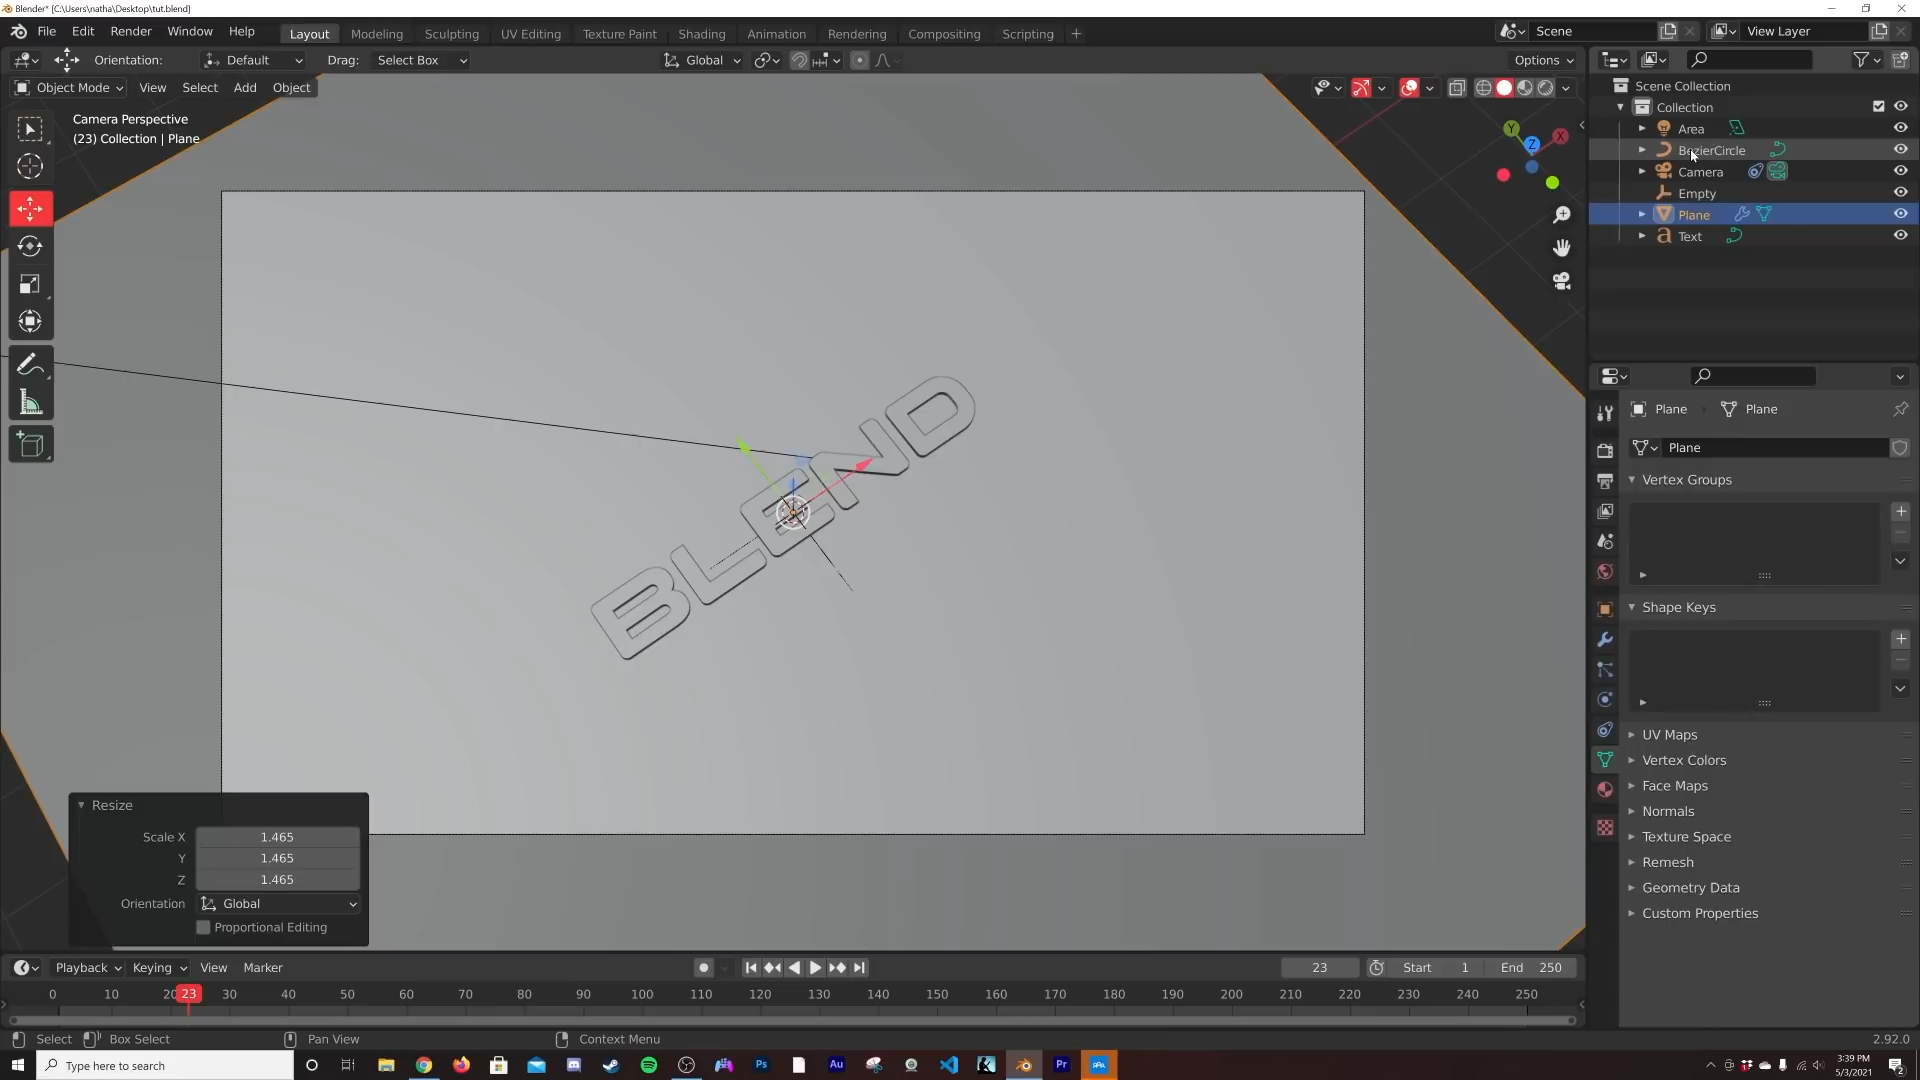 Blender* [C:\Users\natha\Desktop\tut.blend]
File Edit Render Window Help
Layout Modeling Sculpting UV Editing Texture Paint Shading Animation Rendering Compositing Scripting +
Scene
View Layer
Orientation: Default Drag: Select Box
Global
Options
Object Mode View Select Add Object
Camera Perspective
(23) Collection | Plane
Y X Z
BLEND
Scene Collection
Collection
Area
BezierCircle
Camera
Empty
Plane
a Text
Plane Plane
Plane
Vertex Groups
Shape Keys
UV Maps
Vertex Colors
Face Maps
Normals
Texture Space
Remesh
Geometry Data
Custom Properties
Resize
Scale X 1.465
Y 1.465
Z 1.465
Orientation Global
Proportional Editing
Playback Keying View Marker
23 Start 1 End 250
0 10 20 23 30 40 50 60 70 80 90 100 110 120 130 140 150 160 170 180 190 200 210 220 230 240 250
Select Box Select Pan View Context Menu 2.92.0
Type here to search
Ps Au Pr
3:39 PM
5/3/2021
2